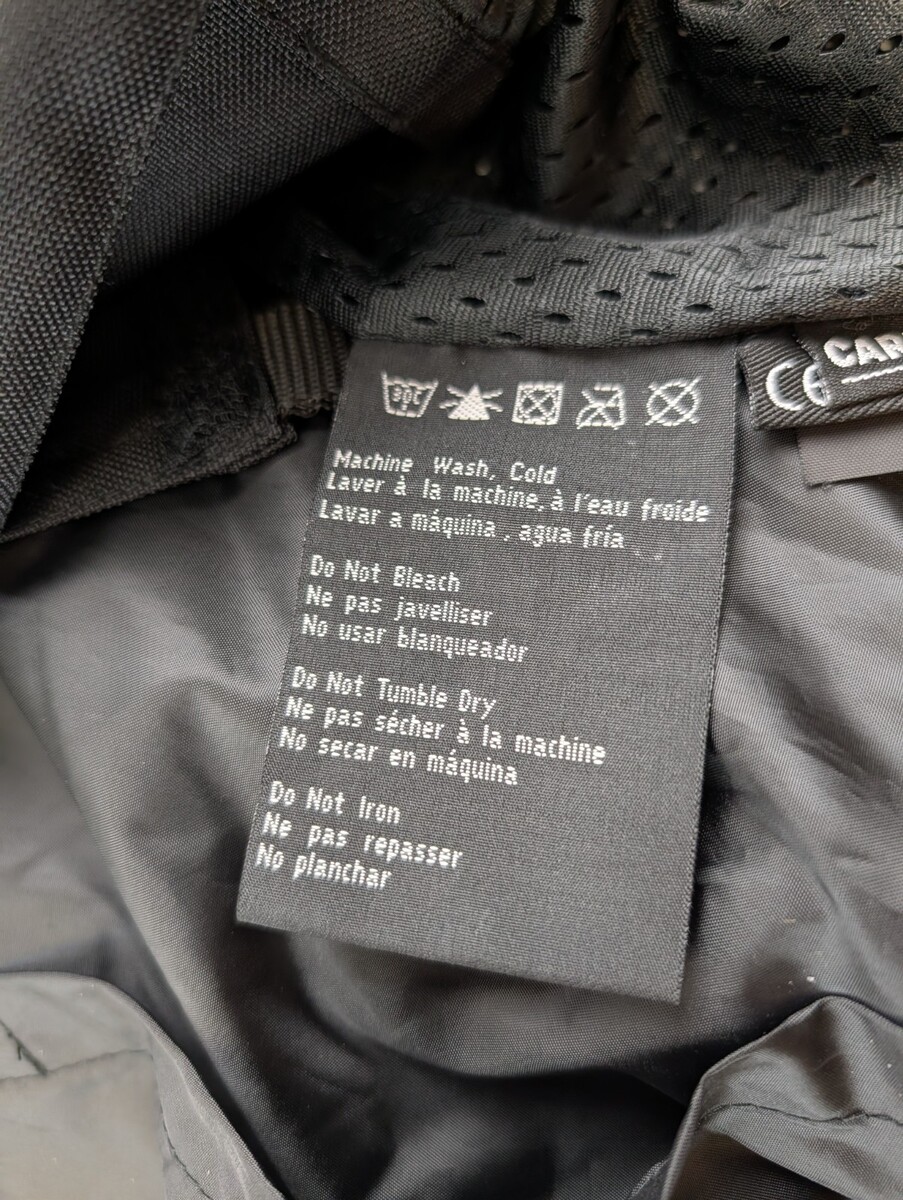 30c
CE
Machine Wash, Cold
Laver à la machine, à l'eau froide
Lavar a máquina , agua fría
Do Not Bleach
Ne pas javelliser
No usar blanqueador
Do Not Tumble Dry
Ne pas sécher à la machine
No secar en máquina
Do Not Iron
Ne pas repasser
No planchar